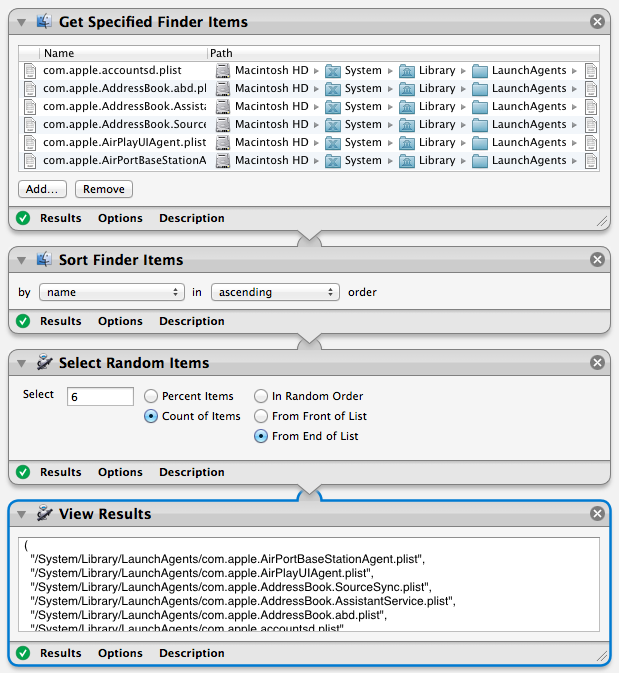 Get Specified Finder Items
Name Path
com.apple.accountsd.plist Macintosh HD System Library LaunchAgents
com.apple.AddressBook.abd.pl Macintosh HD System Library LaunchAgents
com.apple.AddressBook.Assista Macintosh HD System Library LaunchAgents
com.apple.AddressBook.Source Macintosh HD System Library LaunchAgents
com.apple.AirPlayUIAgent.plist Macintosh HD System Library LaunchAgents
com.apple.AirPortBaseStationA Macintosh HD System Library LaunchAgents
Add... Remove
Results Options Description
Sort Finder Items
by name in ascending order
Results Options Description
Select Random Items
Select 6 Percent Items In Random Order
Count of Items From Front of List
From End of List
Results Options Description
View Results
(
"/System/Library/LaunchAgents/com.apple.AirPortBaseStationAgent.plist",
"/System/Library/LaunchAgents/com.apple.AirPlayUIAgent.plist",
"/System/Library/LaunchAgents/com.apple.AddressBook.SourceSync.plist",
"/System/Library/LaunchAgents/com.apple.AddressBook.AssistantService.plist",
"/System/Library/LaunchAgents/com.apple.AddressBook.abd.plist",
"/System/Library/LaunchAgents/com.apple.accountsd.plist"
Results Options Description